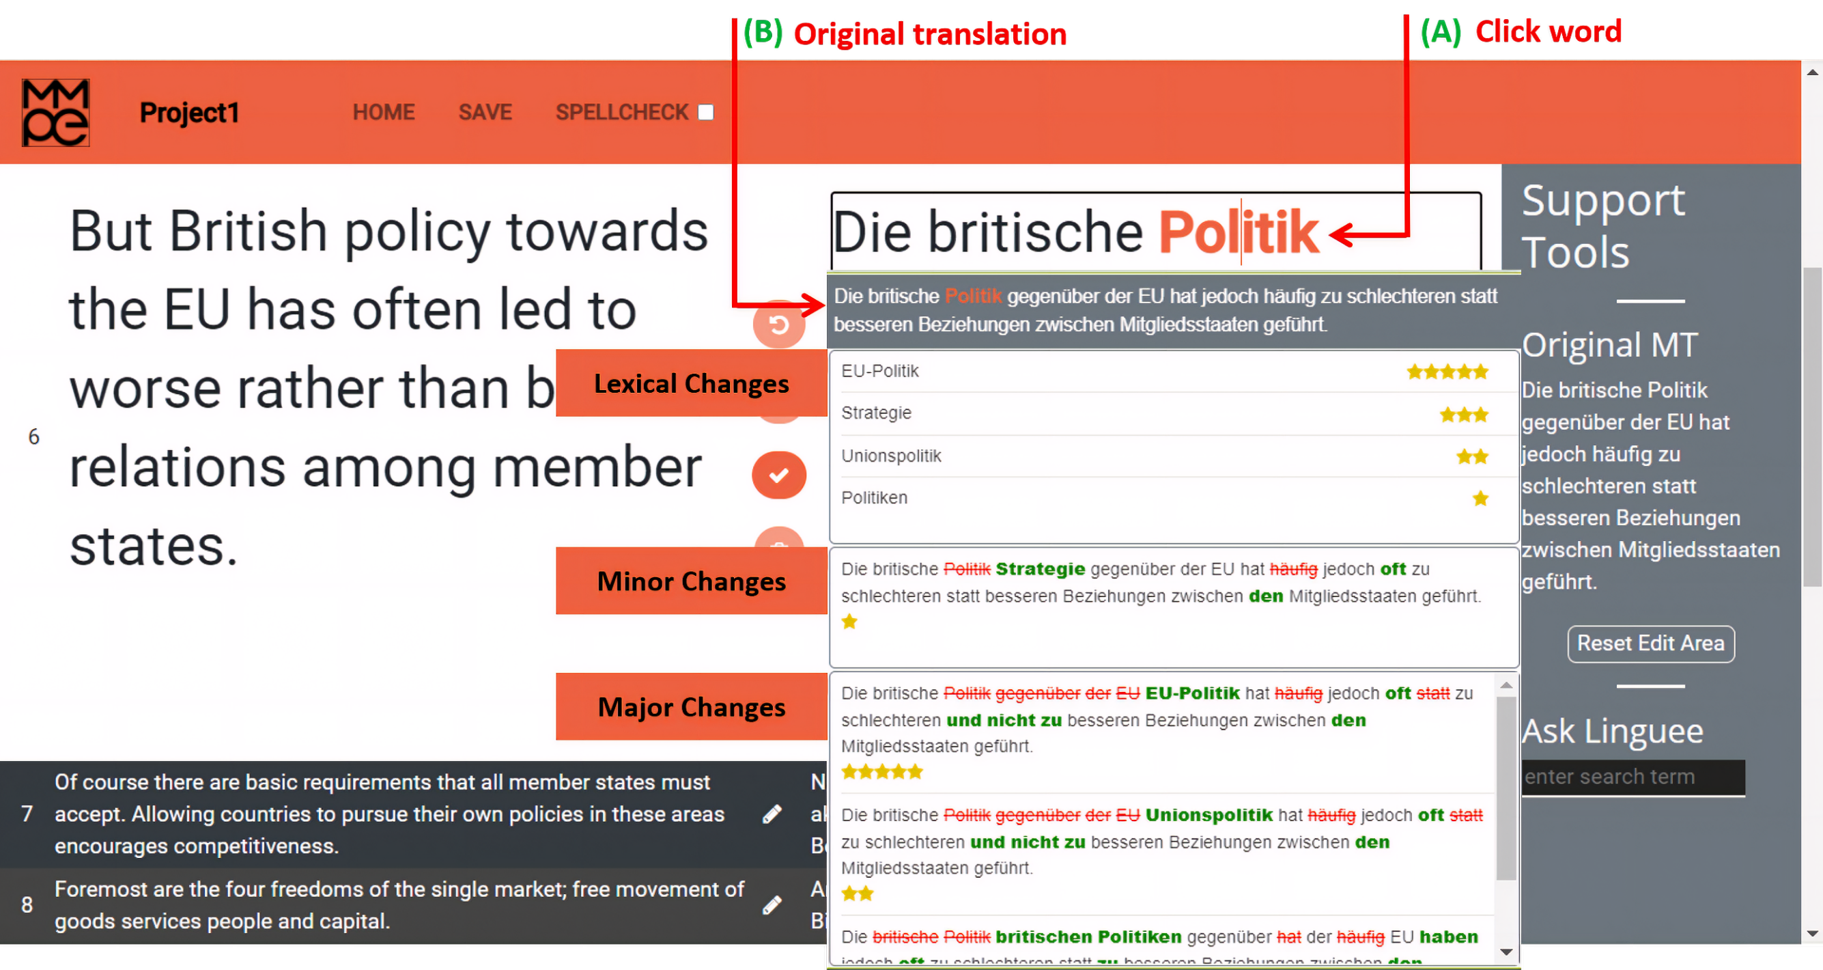 (B) Original translation
(A) Click word
MMPE
Project1
HOME
SAVE
SPELLCHECK
But British policy towards
the EU has often led to
worse rather than b
relations among member
states.
6
Die britische Politik
Die britische Politik gegenüber der EU hat jedoch häufig zu schlechteren statt
besseren Beziehungen zwischen Mitgliedsstaaten geführt.
Lexical Changes
EU-Politik
Strategie
Unionspolitik
Politiken
Minor Changes
Die britische Politik Strategie gegenüber der EU hat häufig jedoch oft zu
schlechteren statt besseren Beziehungen zwischen den Mitgliedsstaaten geführt.
Major Changes
Die britische Politik gegenüber der EU EU-Politik hat häufig jedoch oft statt zu
schlechteren und nicht zu besseren Beziehungen zwischen den
Mitgliedsstaaten geführt.
Die britische Politik gegenüber der EU Unionspolitik hat häufig jedoch oft statt
zu schlechteren und nicht zu besseren Beziehungen zwischen den
Mitgliedsstaaten geführt.
Die britische Politik britischen Politiken gegenüber hat der häufig EU haben
jedoch oft zu schlechteren statt zu besseren Beziehungen zwischen den
Support
Tools
Original MT
Die britische Politik
gegenüber der EU hat
jedoch häufig zu
schlechteren statt
besseren Beziehungen
zwischen Mitgliedsstaaten
geführt.
Reset Edit Area
Ask Linguee
enter search term
7
Of course there are basic requirements that all member states must
accept. Allowing countries to pursue their own policies in these areas
encourages competitiveness.
8
Foremost are the four freedoms of the single market; free movement of
goods services people and capital.